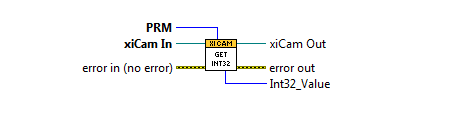 PRM
xiCam In
XICAM
xiCam Out
GET
INT32
error in (no error)
error out
Int32_Value